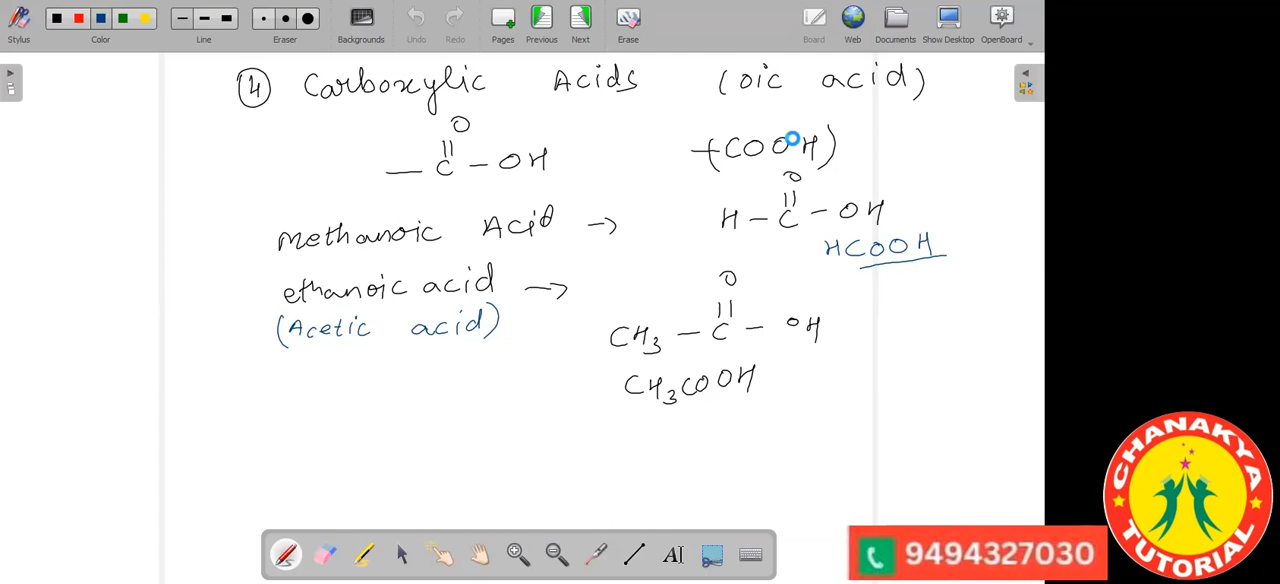 Stylus Color Line Eraser Backgrounds Undo Redo Pages Previous Next Erase Board Web Documents Show Desktop OpenBoard
④ Carboxylic Acids (oic acid)
O
||
— C — OH
(-COOH)
Methanoic Acid →
O
||
H — C — OH
HCOOH
ethanoic acid →
(Acetic acid)
O
||
CH3 — C — OH
CH3COOH
CHANAKYA
TUTORIAL
9494327030